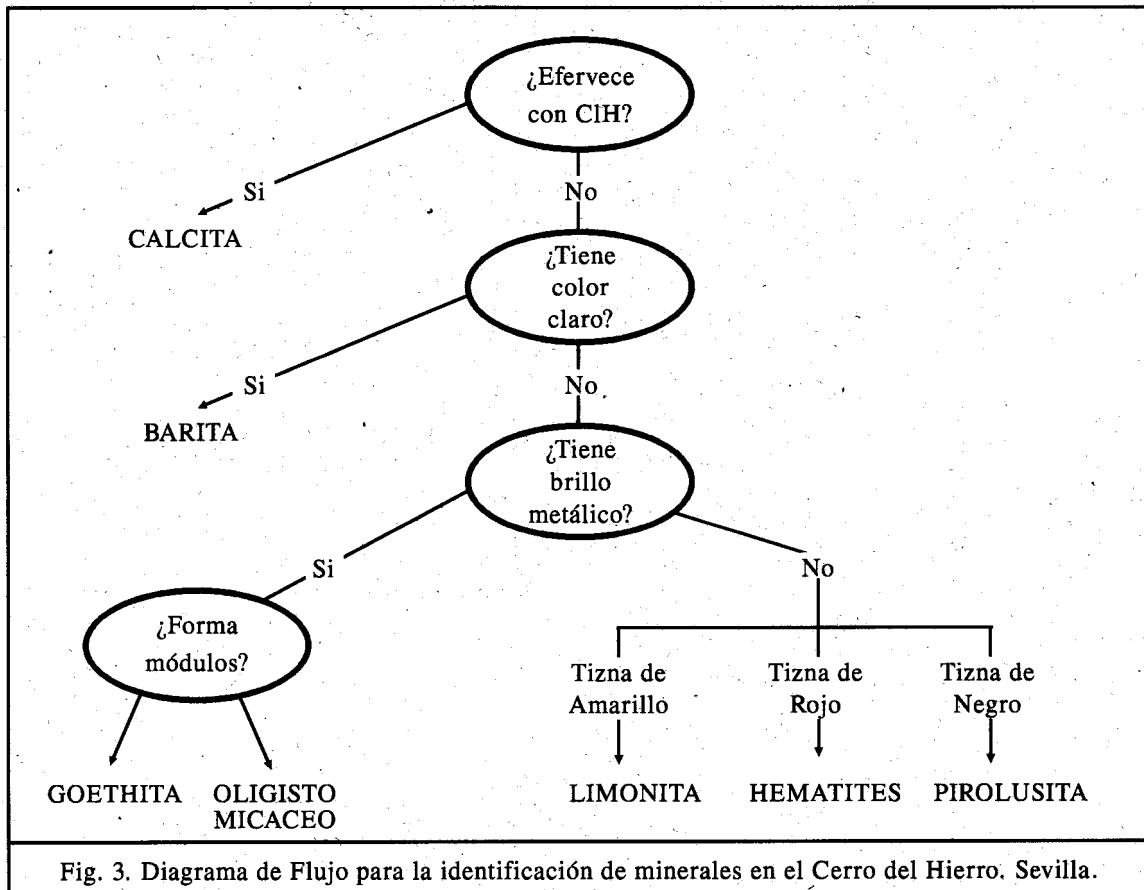 ¿Efervece
con ClH?
Si
No
CALCITA
¿Tiene
color
claro?
Si
No
BARITA
¿Tiene
brillo
metálico?
Si
No
¿Forma
módulos?
Tizna de
Amarillo
Tizna de
Rojo
Tizna de
Negro
GOETHITA
OLIGISTO
MICACEO
LIMONITA
HEMATITES
PIROLUSITA
Fig. 3. Diagrama de Flujo para la identificación de minerales en el Cerro del Hierro. Sevilla.